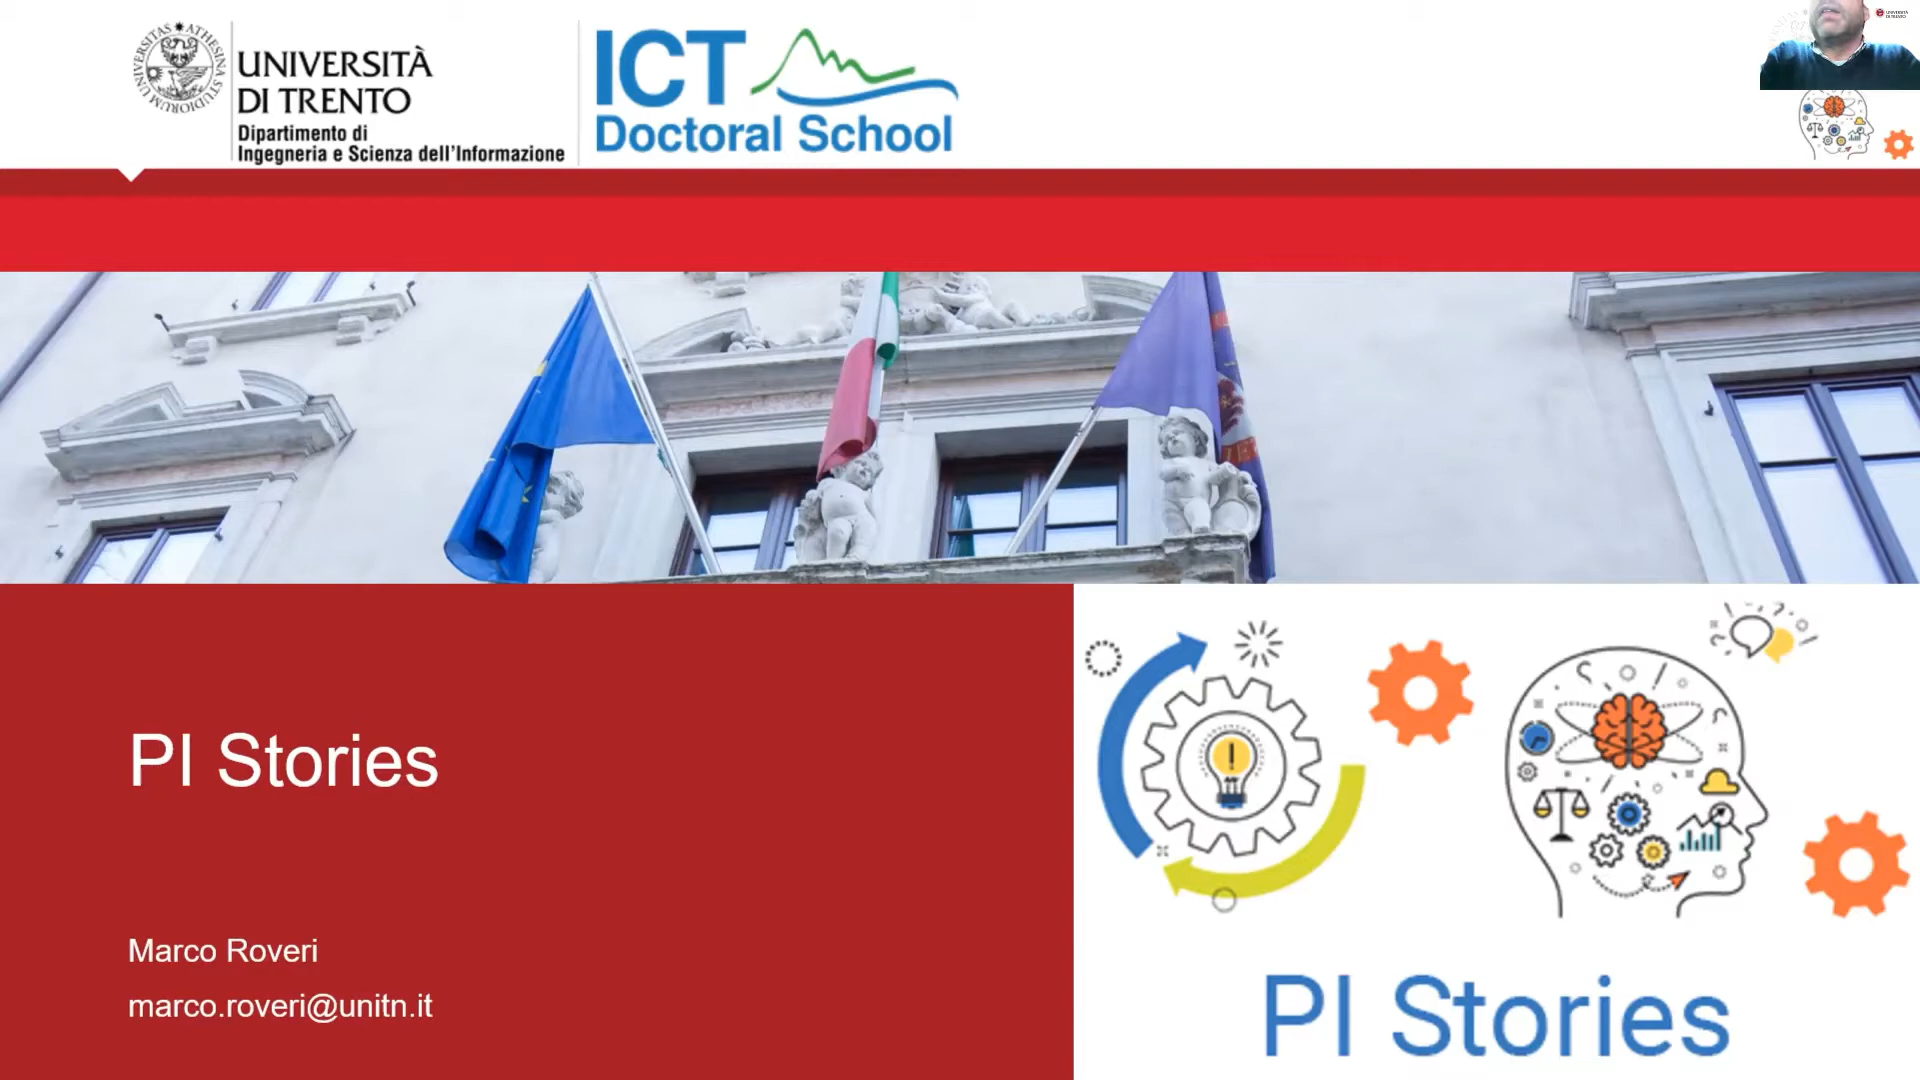 UNIVERSITÀ
DI TRENTO
Dipartimento di
Ingegneria e Scienza dell'Informazione
ICT
Doctoral School
PI Stories
Marco Roveri
marco.roveri@unitn.it
PI Stories